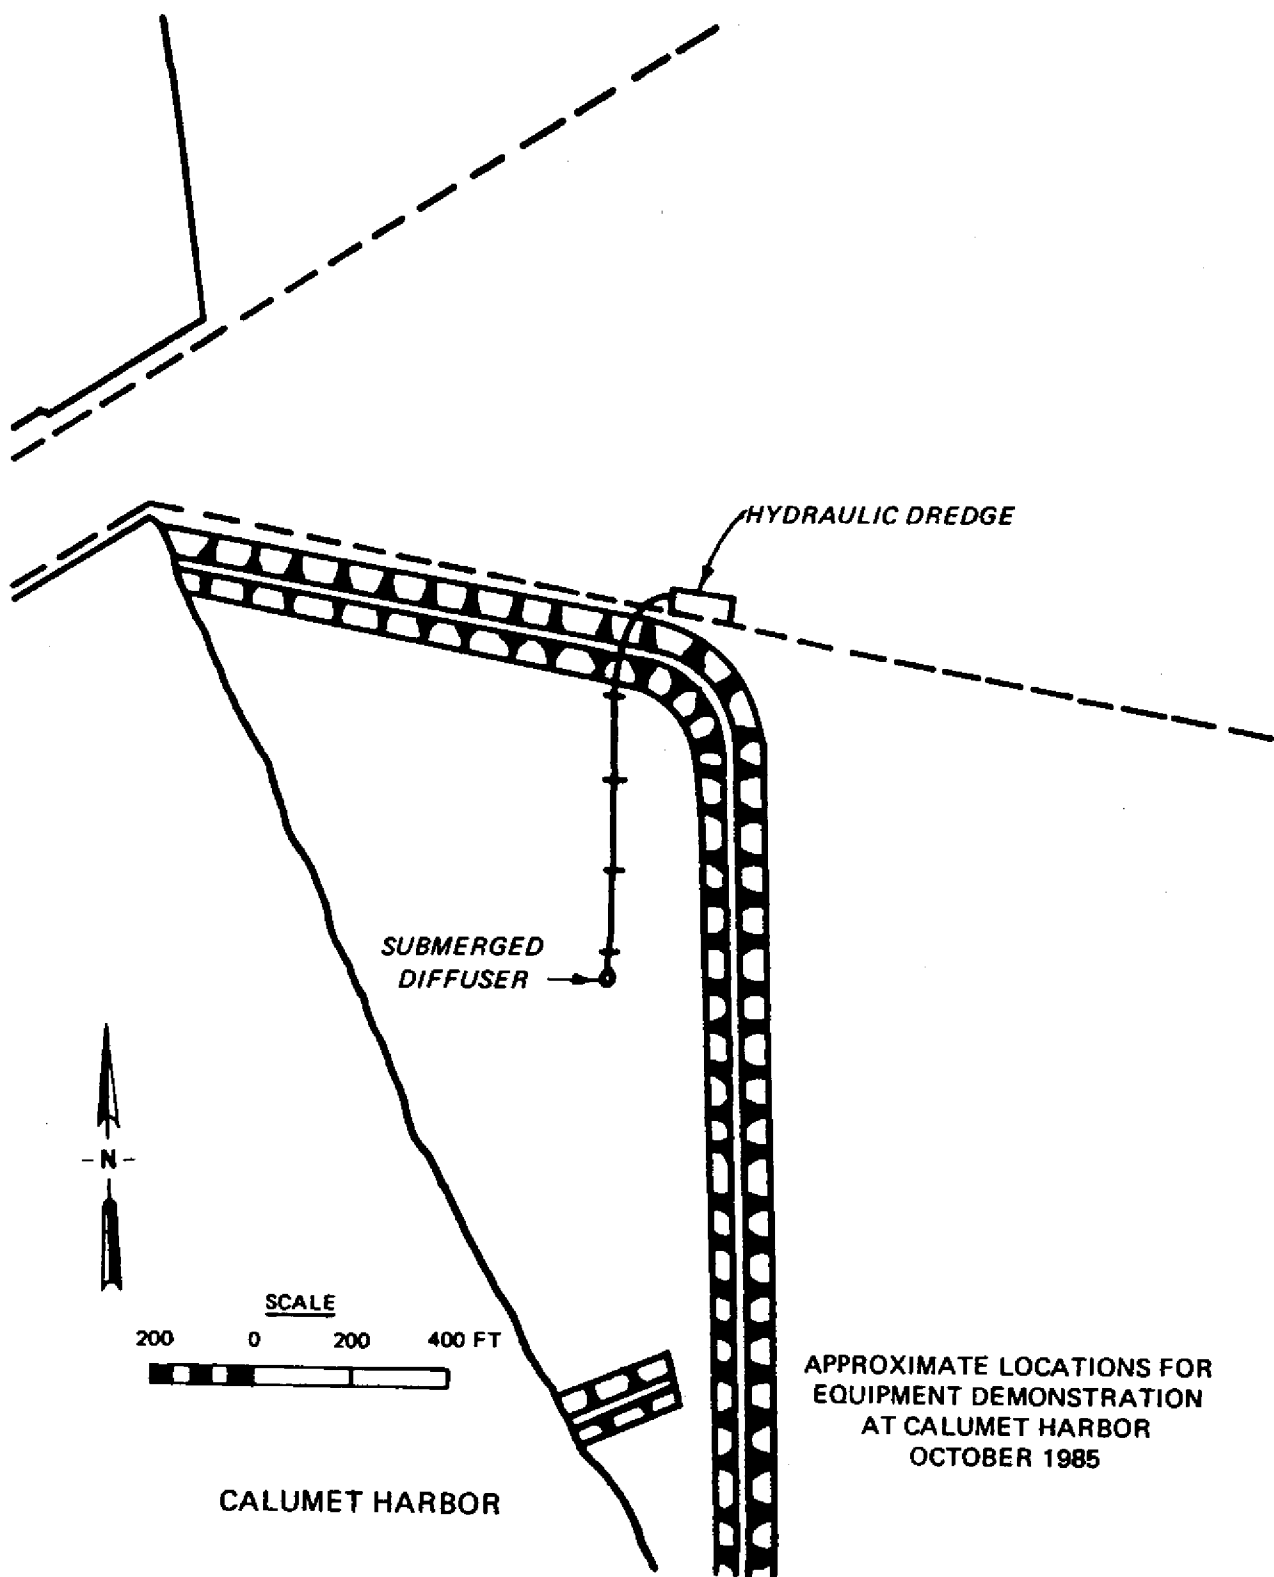 HYDRAULIC DREDGE
SUBMERGED
DIFFUSER
- N -
SCALE
200 0 200 400 FT
APPROXIMATE LOCATIONS FOR
EQUIPMENT DEMONSTRATION
AT CALUMET HARBOR
OCTOBER 1985
CALUMET HARBOR